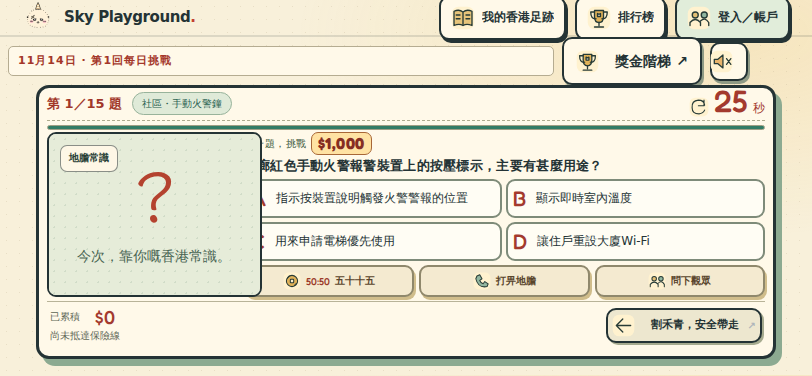 Sky Playground.
我的香港足跡
排行榜
登入／帳戶
11月14日 · 第1回每日挑戰
獎金階梯 ↗
第 1／15 題
社區 · 手動火警鐘
25 秒
地膽常識
?
今次，靠你嘅香港常識。
題，挑戰 $1,000
廊紅色手動火警報警裝置上的按壓標示，主要有甚麼用途？
指示按裝置說明觸發火警警報的位置
B 顯示即時室內溫度
用來申請電梯優先使用
D 讓住戶重設大廈Wi-Fi
50:50 五十十五
打畀地膽
問下觀眾
已累積 $0
尚未抵達保險線
割禾青，安全帶走 ↗